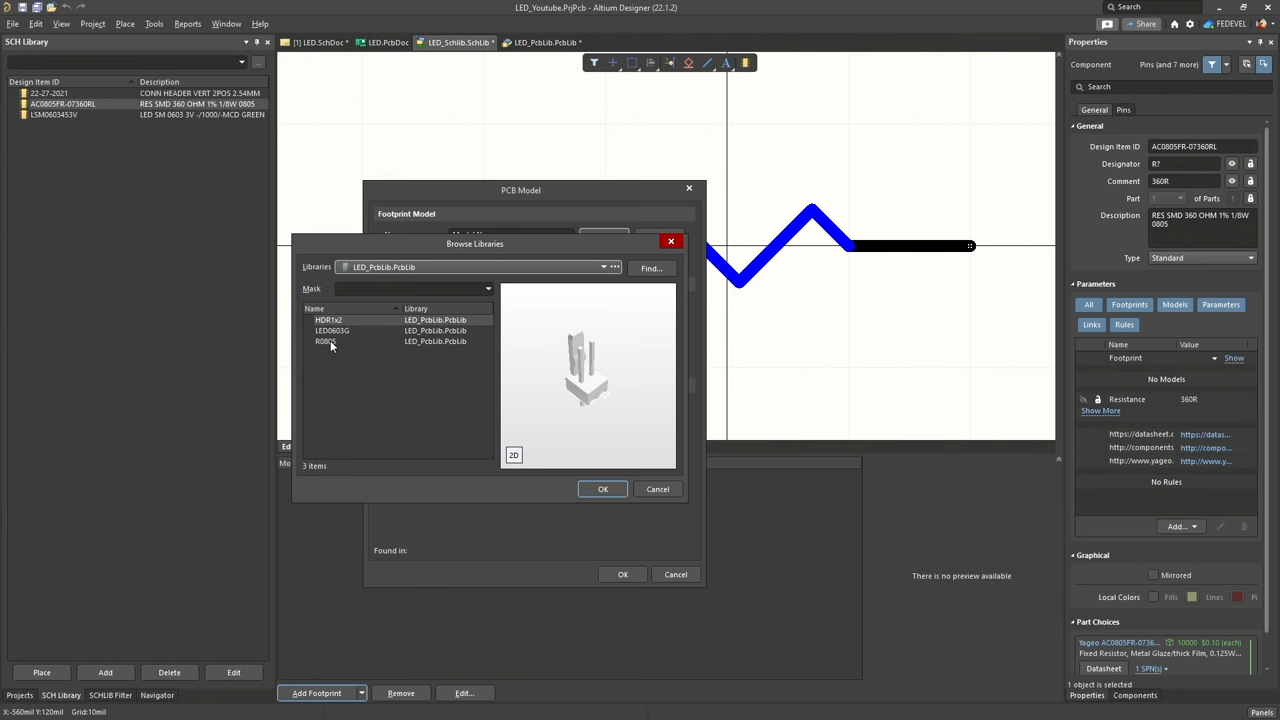 LED_Youtube.PrjPcb - Altium Designer (22.1.2)
Search
File Edit View Project Place Tools Reports Window Help
Share
FEDEVEL
SCH Library
[1] LED.SchDoc *
LED.PcbDoc
LED_Schlib.SchLib *
LED_PcbLib.PcbLib *
Properties
Component
Pins (and 7 more)
Search
Design Item ID Description
22-27-2021 CONN HEADER VERT 2POS 2.54MM
AC0805FR-07360RL RES SMD 360 OHM 1% 1/8W 0805
LSM0603453V LED SM 0603 3V -/1000/-MCD GREEN
General Pins
General
Design Item ID AC0805FR-07360RL
Designator R?
Comment 360R
Part 1 of Parts 1
Description RES SMD 360 OHM 1% 1/8W 0805
Type Standard
Parameters
All Footprints Models Parameters
Links Rules
Name Value
Footprint Show
No Models
Resistance 360R
Show More
https://datasheet.c https://datas...
http://components http://compo...
http://www.yageo. http://www.y...
No Rules
Add...
Graphical
Mirrored
Local Colors Fills Lines Pi
Part Choices
Yageo AC0805FR-0736... 10000 $0.10 (each)
Fixed Resistor, Metal Glaze/thick Film, 0.125W...
Datasheet 1 SPN(s)
1 object is selected
Properties Components
PCB Model
Footprint Model
Browse Libraries
Libraries LED_PcbLib.PcbLib
Find...
Mask
Name Library
HDR1x2 LED_PcbLib.PcbLib
LED0603G LED_PcbLib.PcbLib
R0805 LED_PcbLib.PcbLib
2D
3 items
OK Cancel
Found in:
OK Cancel
There is no preview available
Place Add Delete Edit
Add Footprint Remove Edit...
Projects SCH Library SCHLIB Filter Navigator
X:-560mil Y:120mil Grid:10mil
Panels